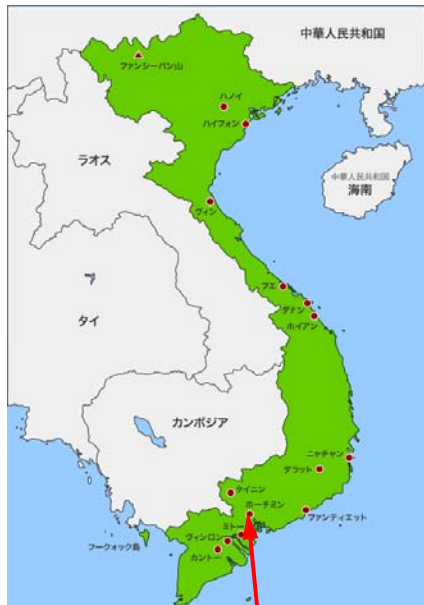 中華人民共和国
ファンシーパン山
ハノイ
ハイフォン
ラオス
中華人民共和国
海南
ヴィン
フエ
ダナン
ホイアン
タイ
カンボジア
ニャチャン
ダラット
タイニン
ホーチミン
ファンティエット
ミトー
ヴィンロン
フークォック島
カントー